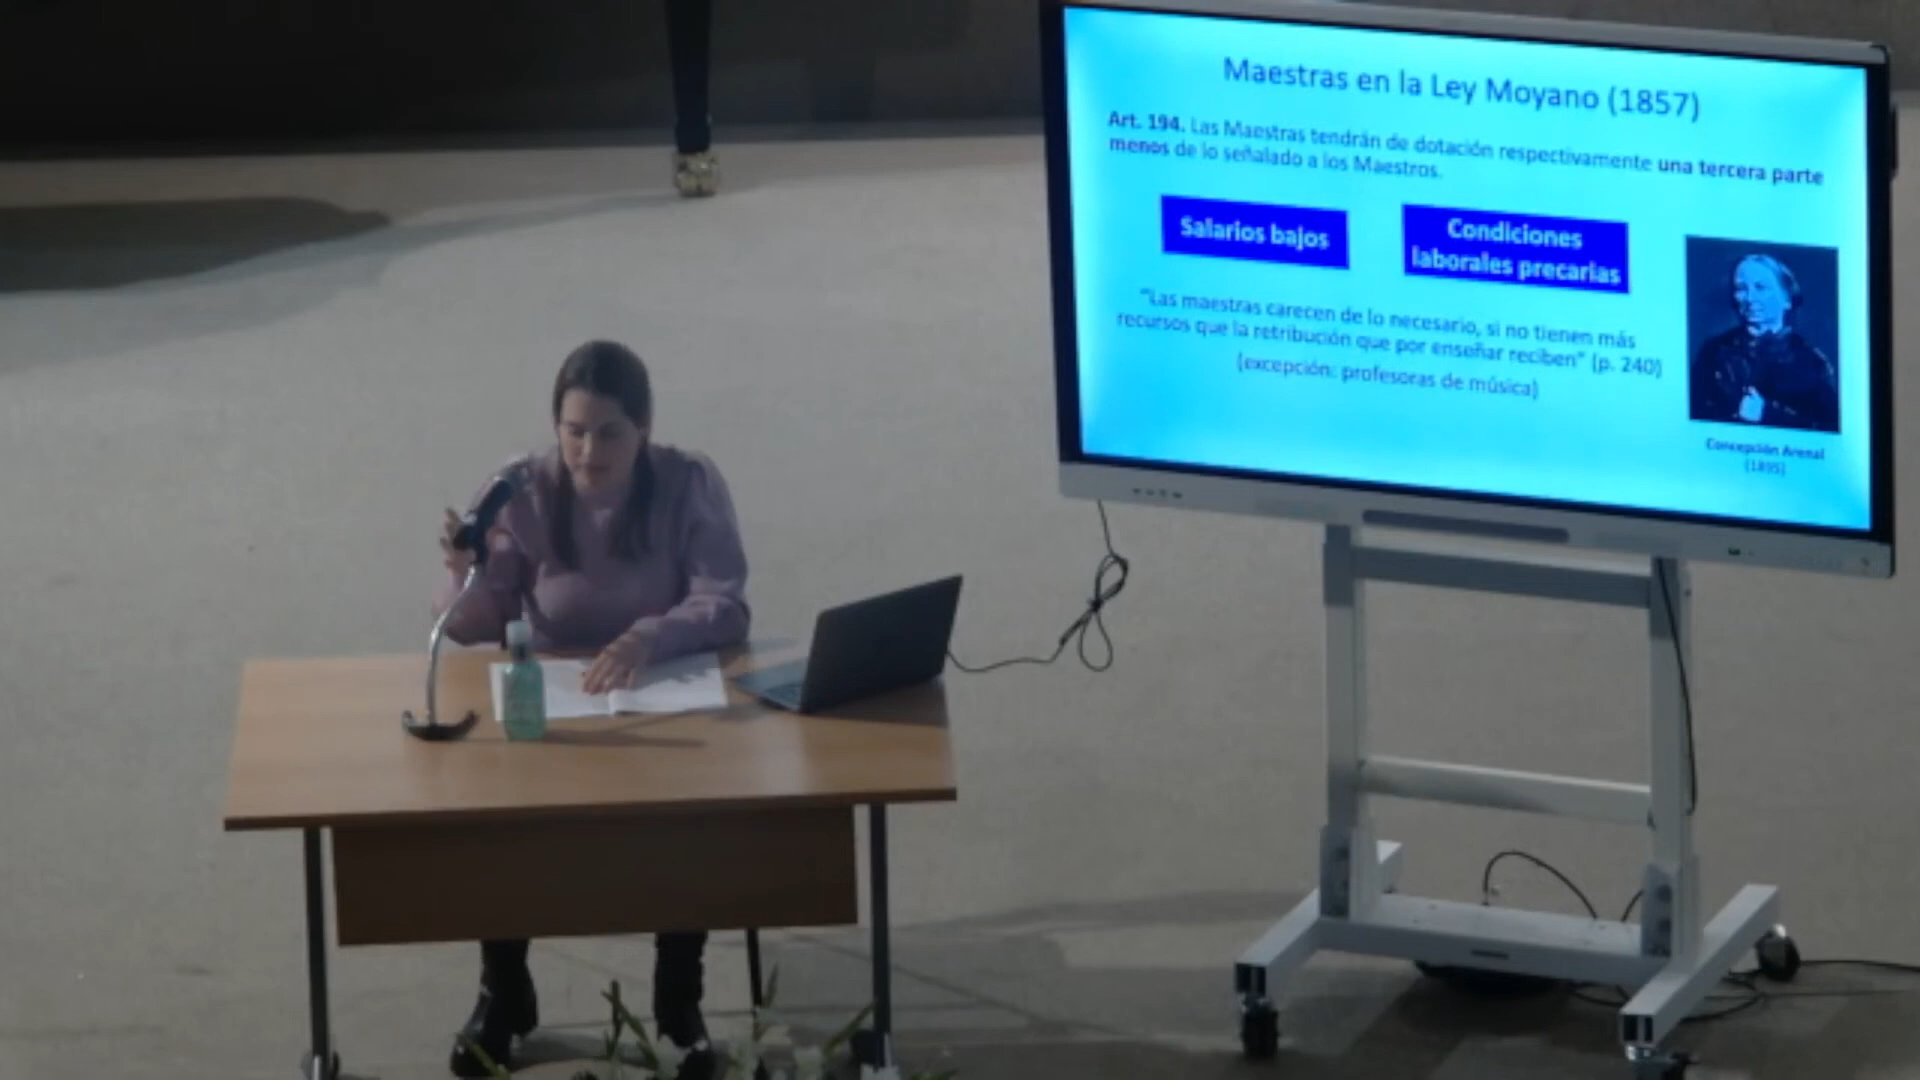 Maestras en la Ley Moyano (1857)
Art. 194. Las Maestras tendrán de dotación respectivamente una tercera parte
menos de lo señalado a los Maestros.
Salarios bajos
Condiciones
laborales precarias
"Las maestras carecen de lo necesario, si no tienen más
recursos que la retribución que por enseñar reciben" (p. 240)
(excepción: profesoras de música)
Concepción Arenal
(1895)